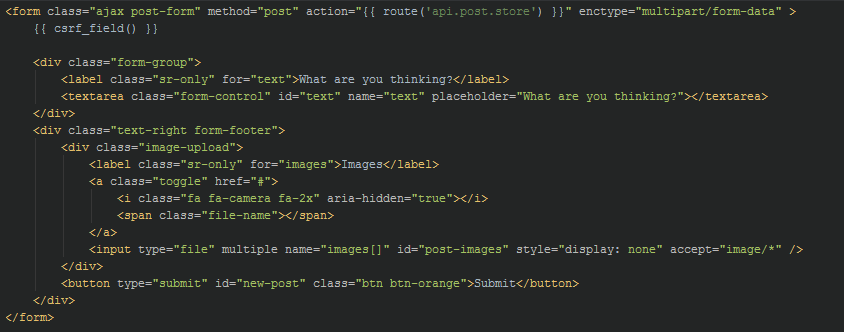 <form class="ajax post-form" method="post" action="{{ route('api.post.store') }}" enctype="multipart/form-data" >
    {{ csrf_field() }}

    <div class="form-group">
        <label class="sr-only" for="text">What are you thinking?</label>
        <textarea class="form-control" id="text" name="text" placeholder="What are you thinking?"></textarea>
    </div>
    <div class="text-right form-footer">
        <div class="image-upload">
            <label class="sr-only" for="images">Images</label>
            <a class="toggle" href="#">
                <i class="fa fa-camera fa-2x" aria-hidden="true"></i>
                <span class="file-name"></span>
            </a>
            <input type="file" multiple name="images[]" id="post-images" style="display: none" accept="image/*" />
        </div>
        <button type="submit" id="new-post" class="btn btn-orange">Submit</button>
    </div>
</form>